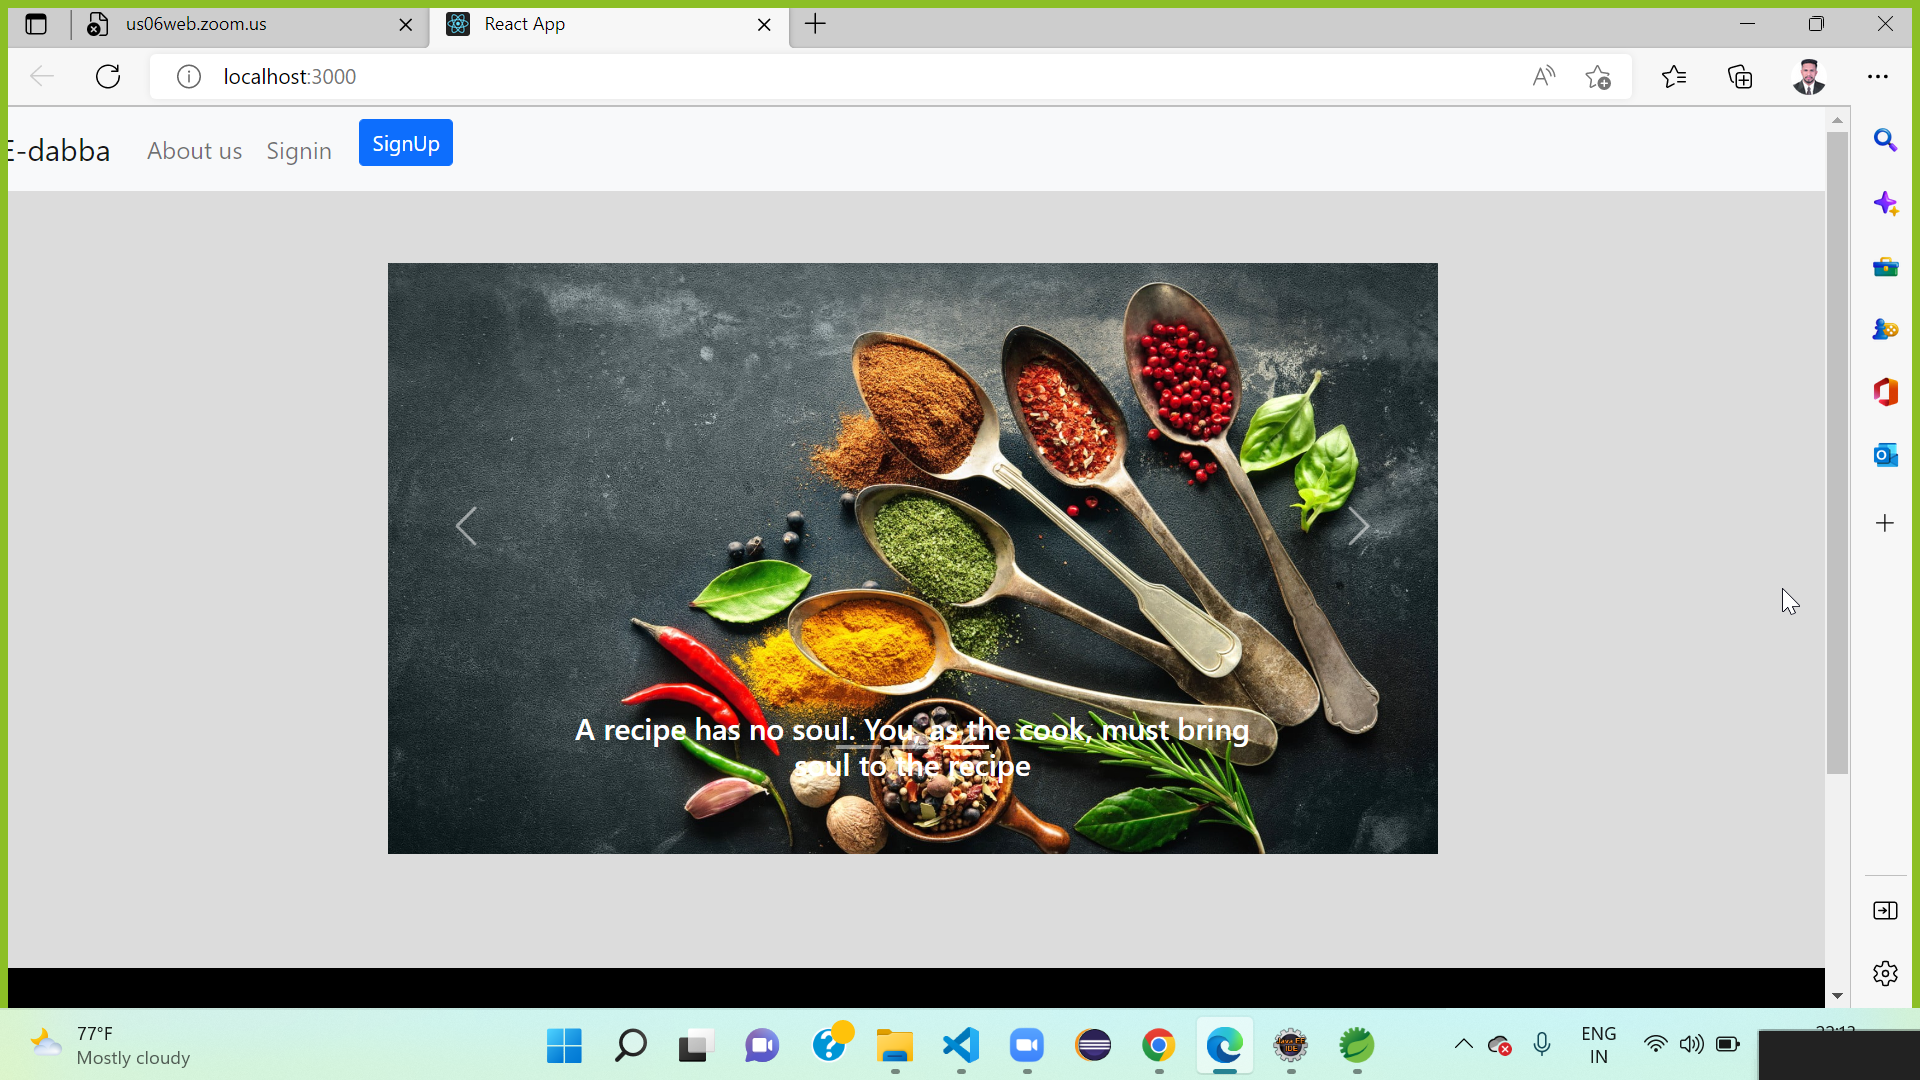 us06web.zoom.us
React App
localhost:3000
E-dabba
About us
Signin
SignUp
A recipe has no soul. You, as the cook, must bring
soul to the recipe
77°F
Mostly cloudy
ENG
IN